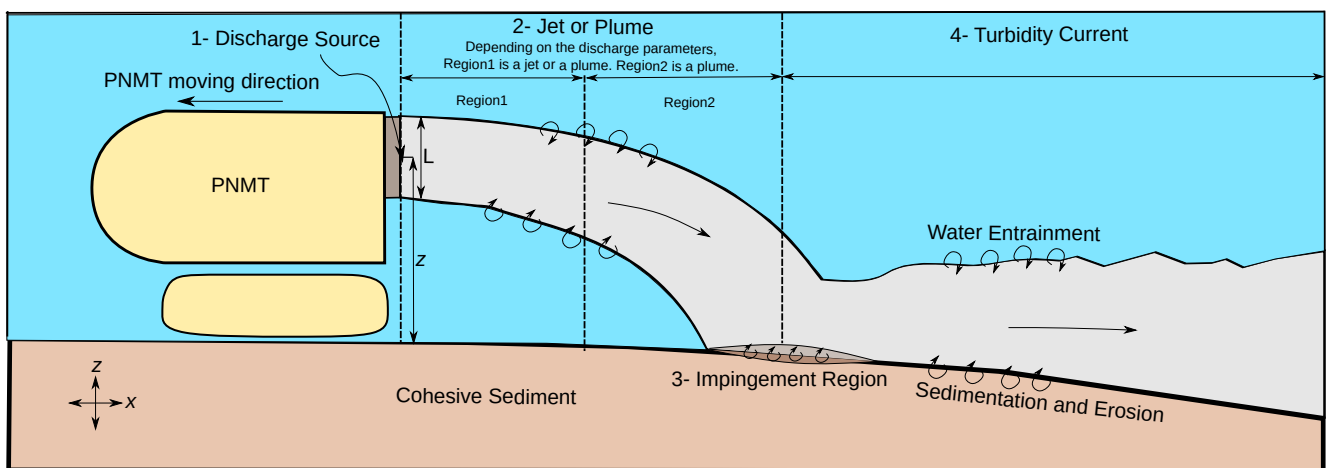 2- Jet or Plume
Depending on the discharge parameters,
Region1 is a jet or a plume. Region2 is a plume.
4- Turbidity Current
1- Discharge Source
PNMT moving direction
Region1
Region2
L
PNMT
z
Water Entrainment
3- Impingement Region
Sedimentation and Erosion
Cohesive Sediment
z
x